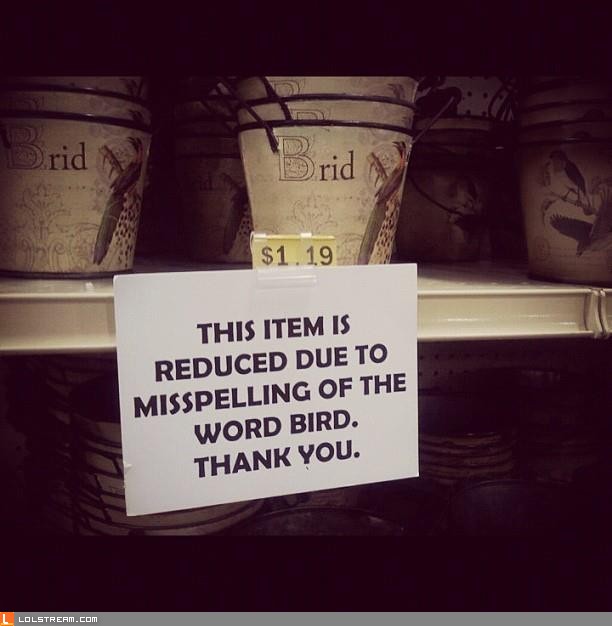 Brid
Brid
$1.19
THIS ITEM IS
REDUCED DUE TO
MISSPELLING OF THE
WORD BIRD.
THANK YOU.
L LOLSTREAM.COM